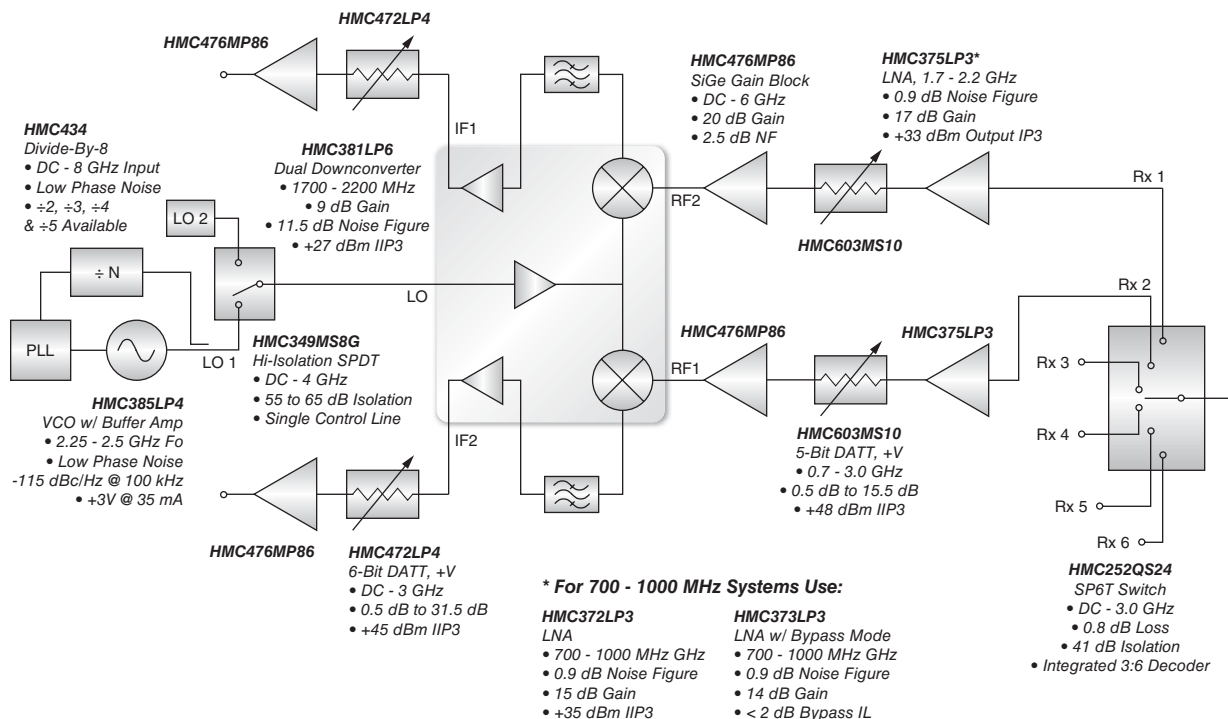 HMC472LP4
HMC476MP86
HMC476MP86
SiGe Gain Block
• DC - 6 GHz
• 20 dB Gain
• 2.5 dB NF
HMC375LP3*
LNA, 1.7 - 2.2 GHz
• 0.9 dB Noise Figure
• 17 dB Gain
• +33 dBm Output IP3
HMC434
Divide-By-8
• DC - 8 GHz Input
• Low Phase Noise
• ÷2, ÷3, ÷4
& ÷5 Available
IF1
HMC381LP6
Dual Downconverter
• 1700 - 2200 MHz
• 9 dB Gain
• 11.5 dB Noise Figure
• +27 dBm IIP3
Rx 1
RF2
HMC603MS10
LO 2
÷ N
LO
Rx 2
PLL
LO 1
HMC349MS8G
Hi-Isolation SPDT
• DC - 4 GHz
• 55 to 65 dB Isolation
• Single Control Line
HMC476MP86
HMC375LP3
RF1
Rx 3
Rx 4
Rx 5
Rx 6
HMC385LP4
VCO w/ Buffer Amp
• 2.25 - 2.5 GHz Fo
• Low Phase Noise
-115 dBc/Hz @ 100 kHz
• +3V @ 35 mA
IF2
HMC603MS10
5-Bit DATT, +V
• 0.7 - 3.0 GHz
• 0.5 dB to 15.5 dB
• +48 dBm IIP3
HMC476MP86
HMC472LP4
6-Bit DATT, +V
• DC - 3 GHz
• 0.5 dB to 31.5 dB
• +45 dBm IIP3
HMC252QS24
SP6T Switch
• DC - 3.0 GHz
• 0.8 dB Loss
• 41 dB Isolation
• Integrated 3:6 Decoder
* For 700 - 1000 MHz Systems Use:
HMC372LP3
LNA
• 700 - 1000 MHz GHz
• 0.9 dB Noise Figure
• 15 dB Gain
• +35 dBm IIP3
HMC373LP3
LNA w/ Bypass Mode
• 700 - 1000 MHz GHz
• 0.9 dB Noise Figure
• 14 dB Gain
• < 2 dB Bypass IL